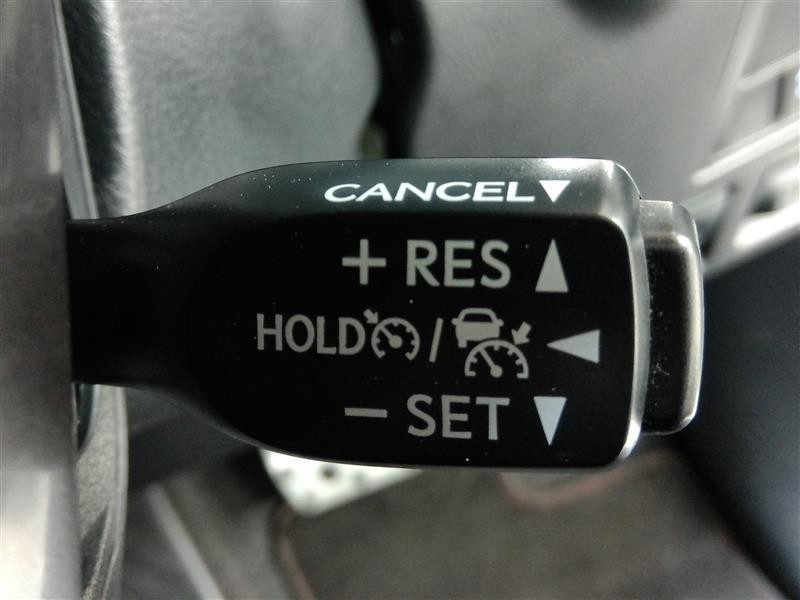 CANCEL▼
+ RES ▲
HOLD / ◀
− SET ▼